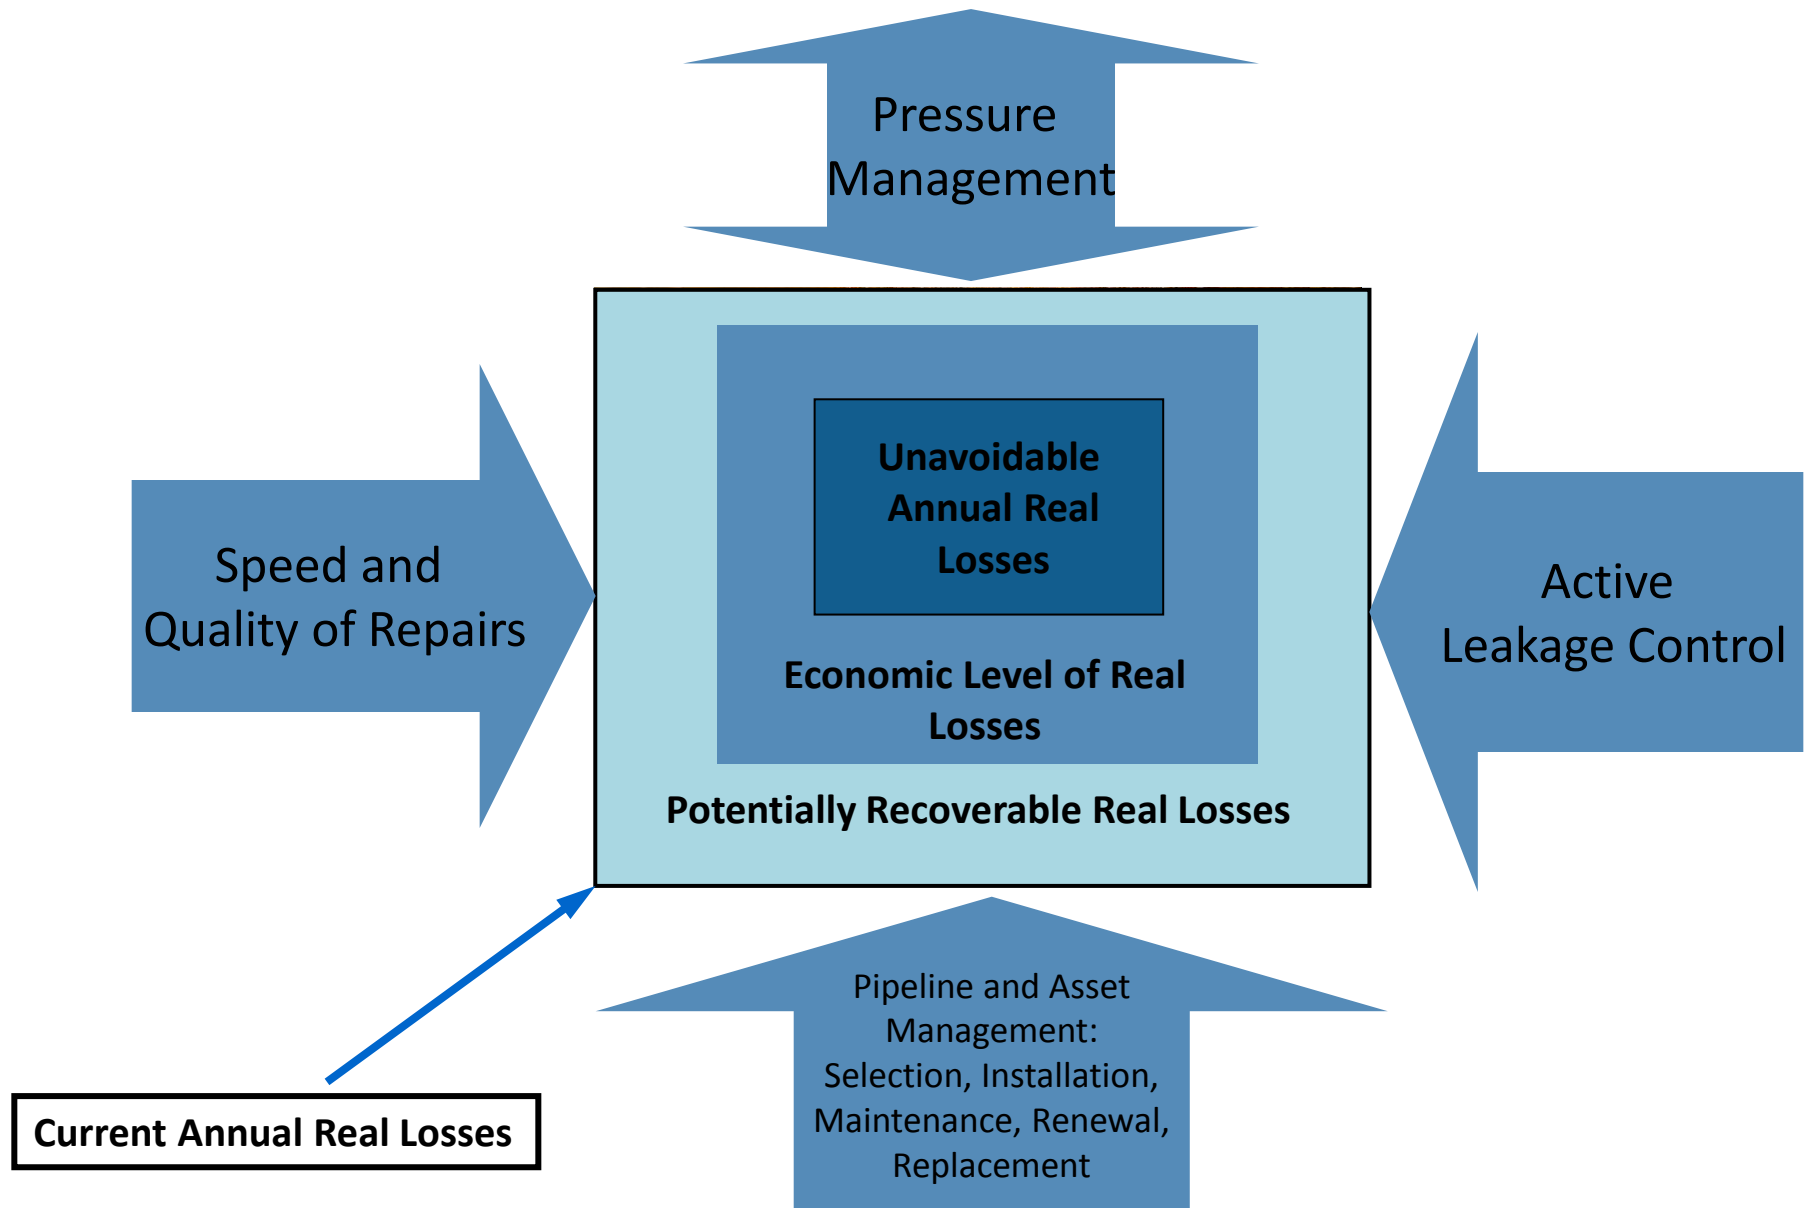 Pressure
Management
Unavoidable
Annual Real
Losses
Speed and
Quality of Repairs
Active
Leakage Control
Economic Level of Real
Losses
Potentially Recoverable Real Losses
Pipeline and Asset
Management:
Selection, Installation,
Maintenance, Renewal,
Replacement
Current Annual Real Losses